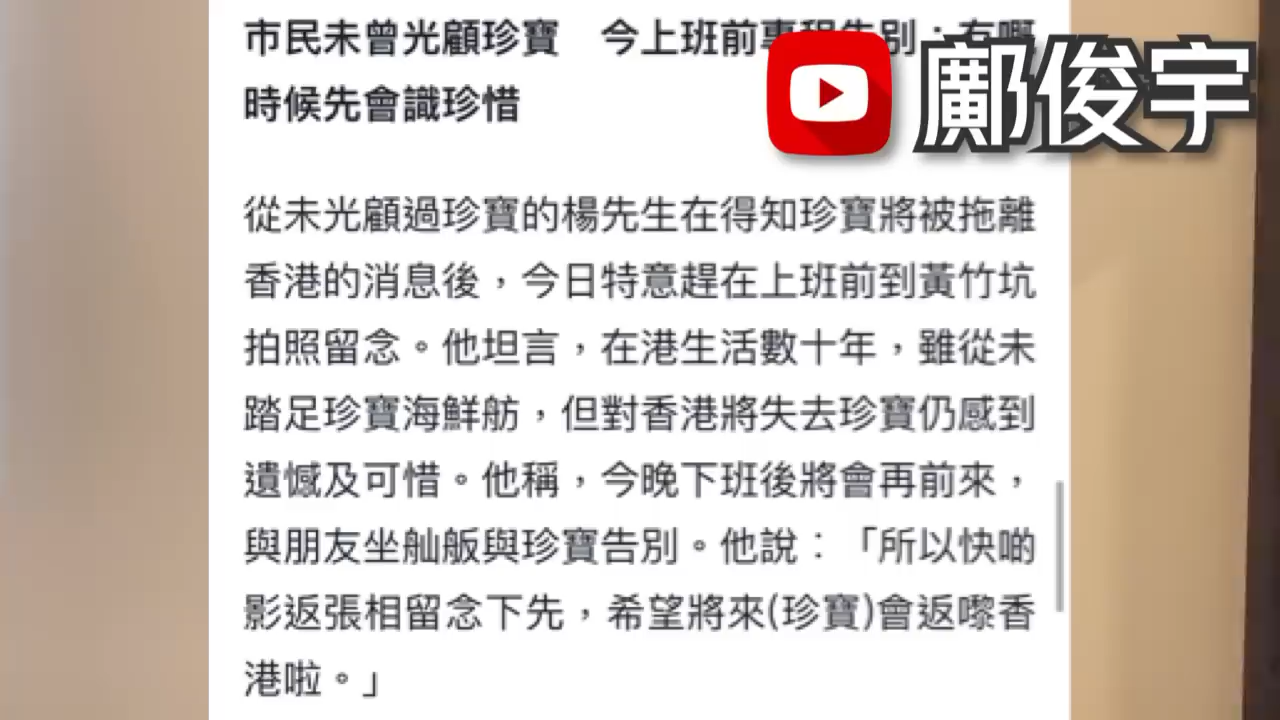 市民未曾光顧珍寶　今上班前專程告別：冇嘅
時候先會識珍惜
鄺俊宇
從未光顧過珍寶的楊先生在得知珍寶將被拖離
香港的消息後，今日特意趕在上班前到黃竹坑
拍照留念。他坦言，在港生活數十年，雖從未
踏足珍寶海鮮舫，但對香港將失去珍寶仍感到
遺憾及可惜。他稱，今晚下班後將會再前來，
與朋友坐舢舨與珍寶告別。他說：「所以快啲
影返張相留念下先，希望將來(珍寶)會返嚟香
港啦。」